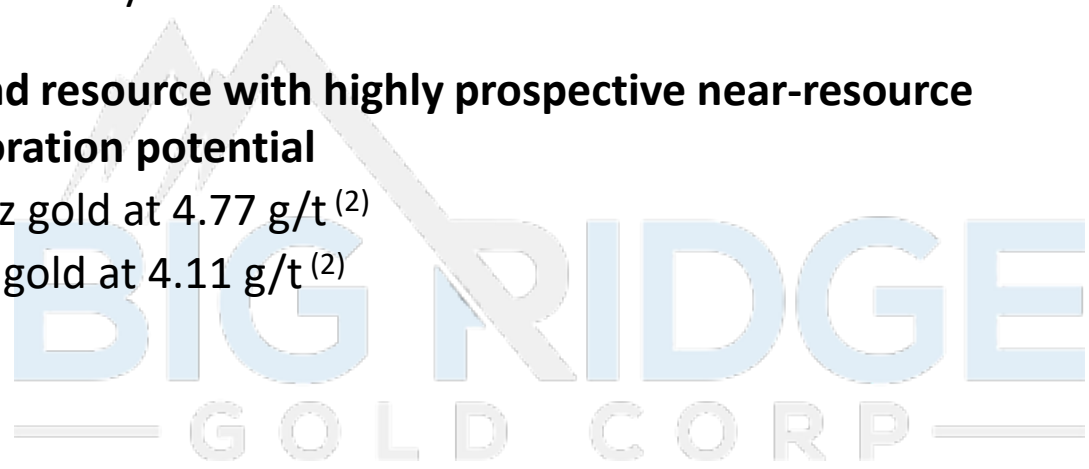 nd resource with highly prospective near-resource
oration potential
z gold at 4.77 g/t (2)
gold at 4.11 g/t (2)
BIG RIDGE
GOLD CORP